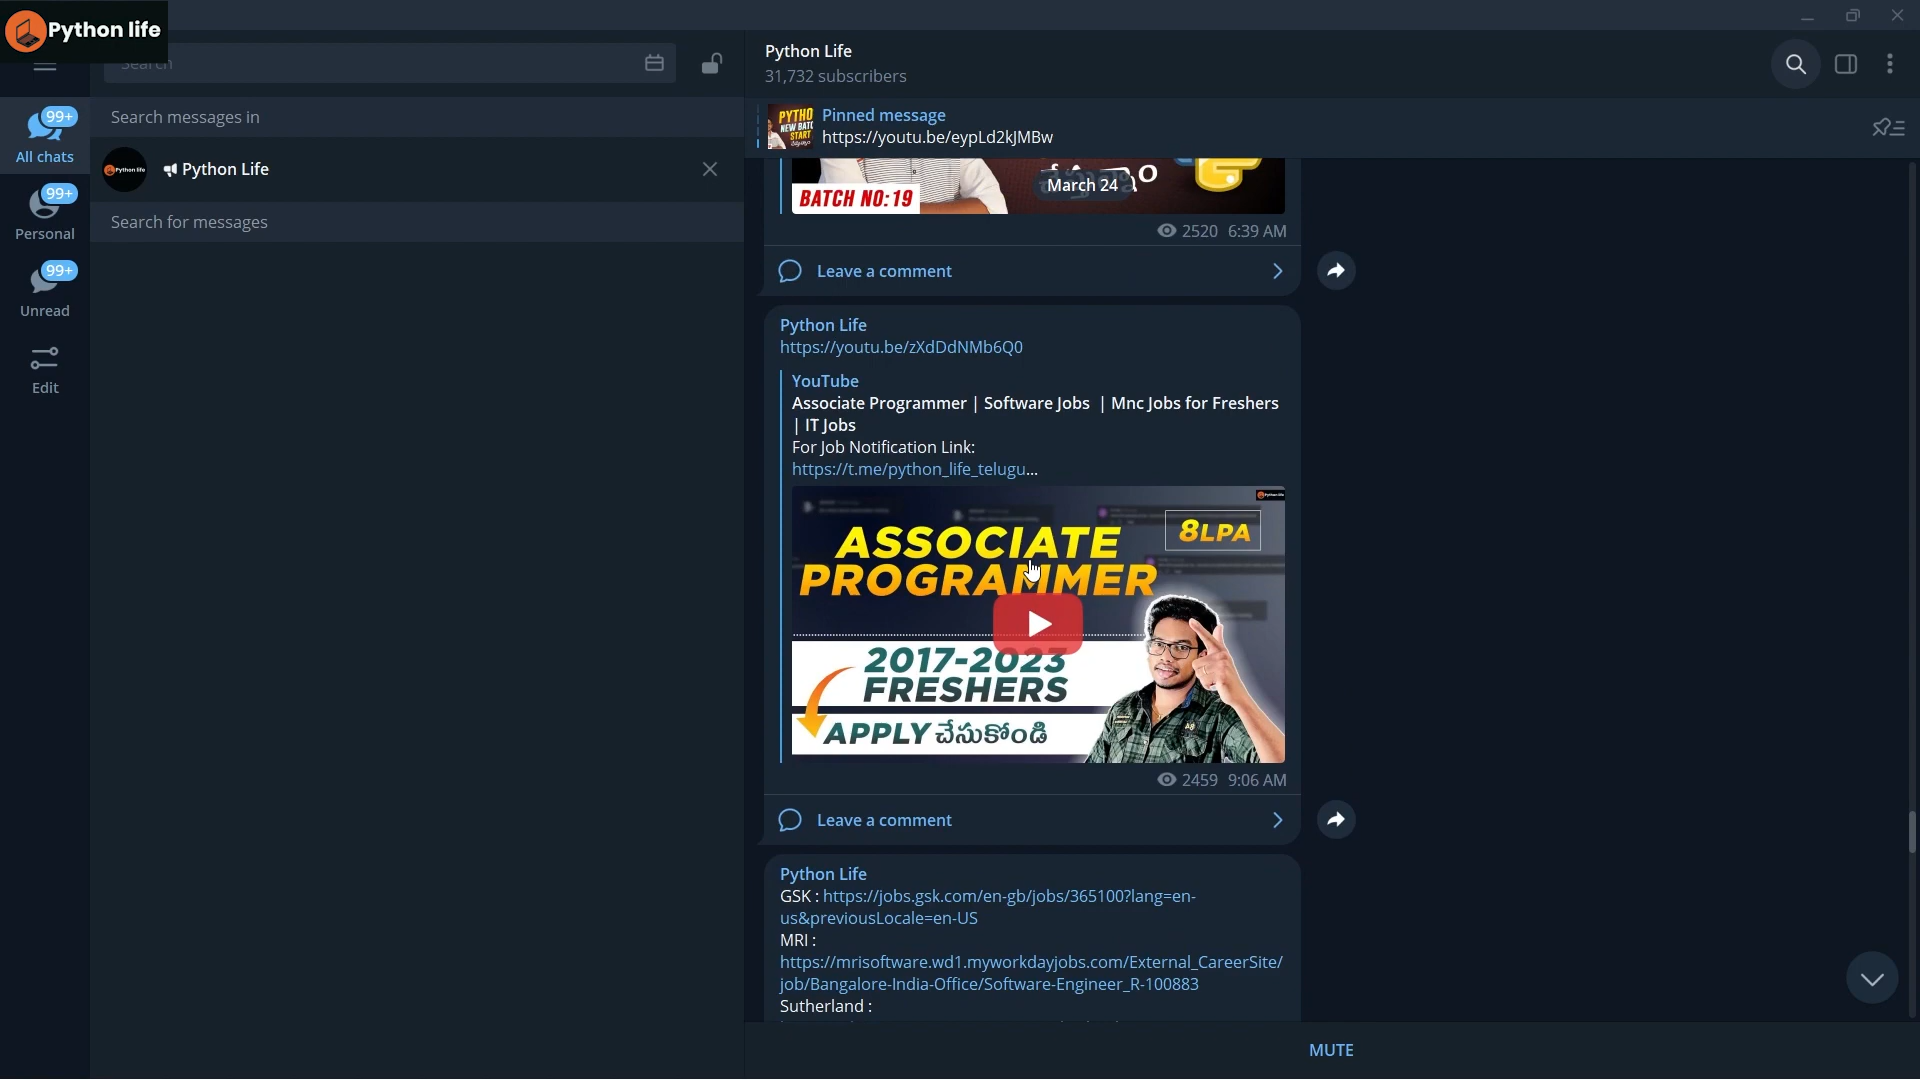 Python life
Search
Search messages in
Python Life
Search for messages
99+
All chats
99+
Personal
99+
Unread
Edit
Python Life
31,732 subscribers
PYTHO
NEW BATC
START
Pinned message
https://youtu.be/eypLd2kJMBw
March 24
BATCH NO:19
2520 6:39 AM
Leave a comment
Python Life
https://youtu.be/zXdDdNMb6Q0
YouTube
Associate Programmer | Software Jobs | Mnc Jobs for Freshers
| IT Jobs
For Job Notification Link:
https://t.me/python_life_telugu...
8LPA
ASSOCIATE
PROGRAMMER
2017-2023
FRESHERS
APPLY చేసుకోండి
2459 9:06 AM
Leave a comment
Python Life
GSK : https://jobs.gsk.com/en-gb/jobs/365100?lang=en-
us&previousLocale=en-US
MRI :
https://mrisoftware.wd1.myworkdayjobs.com/External_CareerSite/
job/Bangalore-India-Office/Software-Engineer_R-100883
Sutherland :
MUTE